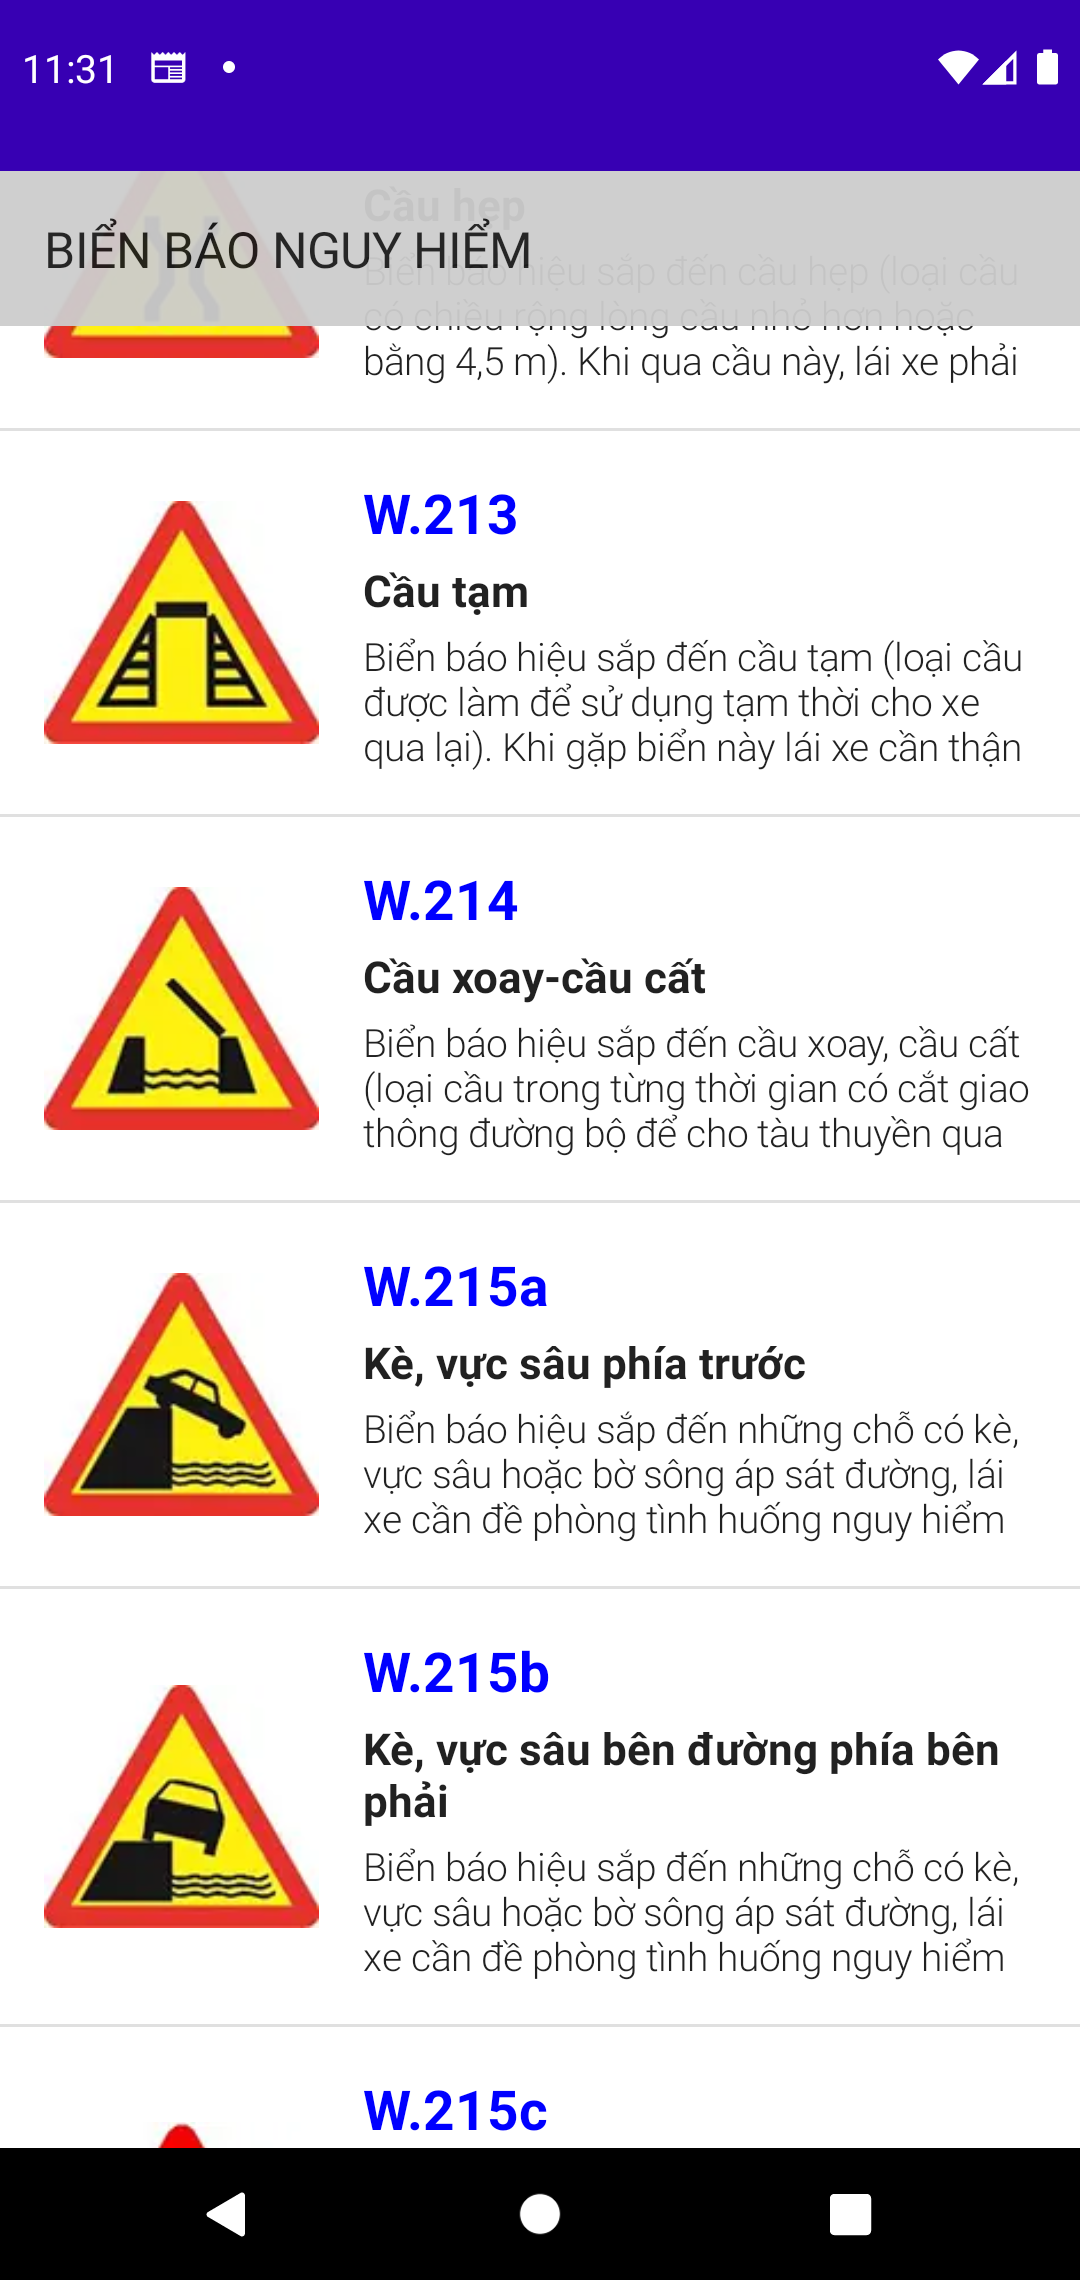 11:31
BIỂN BÁO NGUY HIỂM
Cầu hẹp
Biển báo hiệu sắp đến cầu hẹp (loại cầu
có chiều rộng lòng cầu nhỏ hơn hoặc
bằng 4,5 m). Khi qua cầu này, lái xe phải
W.213
Cầu tạm
Biển báo hiệu sắp đến cầu tạm (loại cầu
được làm để sử dụng tạm thời cho xe
qua lại). Khi gặp biển này lái xe cần thận
W.214
Cầu xoay-cầu cất
Biển báo hiệu sắp đến cầu xoay, cầu cất
(loại cầu trong từng thời gian có cắt giao
thông đường bộ để cho tàu thuyền qua
W.215a
Kè, vực sâu phía trước
Biển báo hiệu sắp đến những chỗ có kè,
vực sâu hoặc bờ sông áp sát đường, lái
xe cần đề phòng tình huống nguy hiểm
W.215b
Kè, vực sâu bên đường phía bên
phải
Biển báo hiệu sắp đến những chỗ có kè,
vực sâu hoặc bờ sông áp sát đường, lái
xe cần đề phòng tình huống nguy hiểm
W.215c